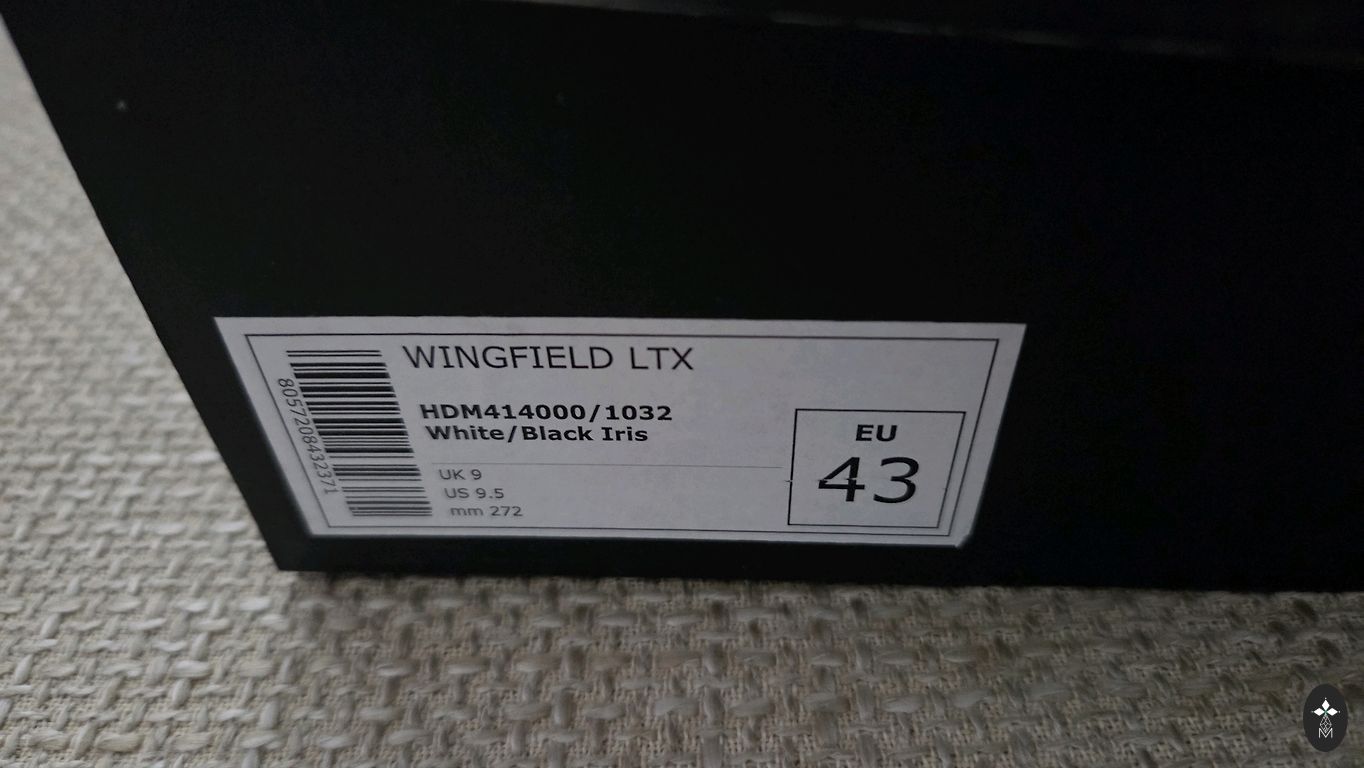 WINGFIELD LTX
HDM414000/1032
White/Black Iris
UK 9
US 9.5
mm 272
EU
43
8057208432371
M